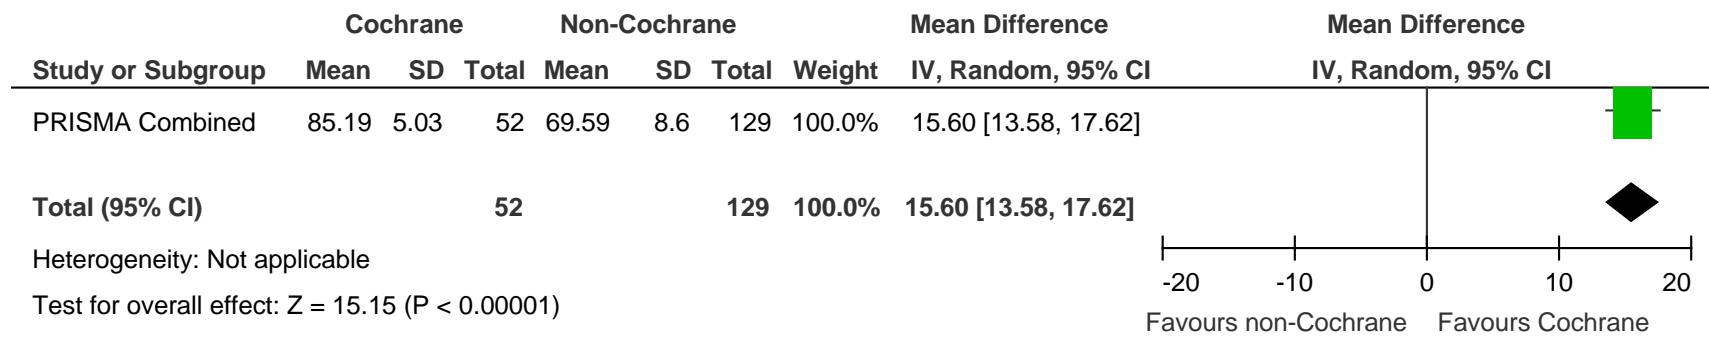 Cochrane Non-Cochrane Mean Difference Mean Difference
Study or Subgroup Mean SD Total Mean SD Total Weight IV, Random, 95% CI IV, Random, 95% CI
PRISMA Combined 85.19 5.03 52 69.59 8.6 129 100.0% 15.60 [13.58, 17.62]
Total (95% CI) 52 129 100.0% 15.60 [13.58, 17.62]
Heterogeneity: Not applicable
Test for overall effect: Z = 15.15 (P < 0.00001)
-20 -10 0 10 20
Favours non-Cochrane Favours Cochrane